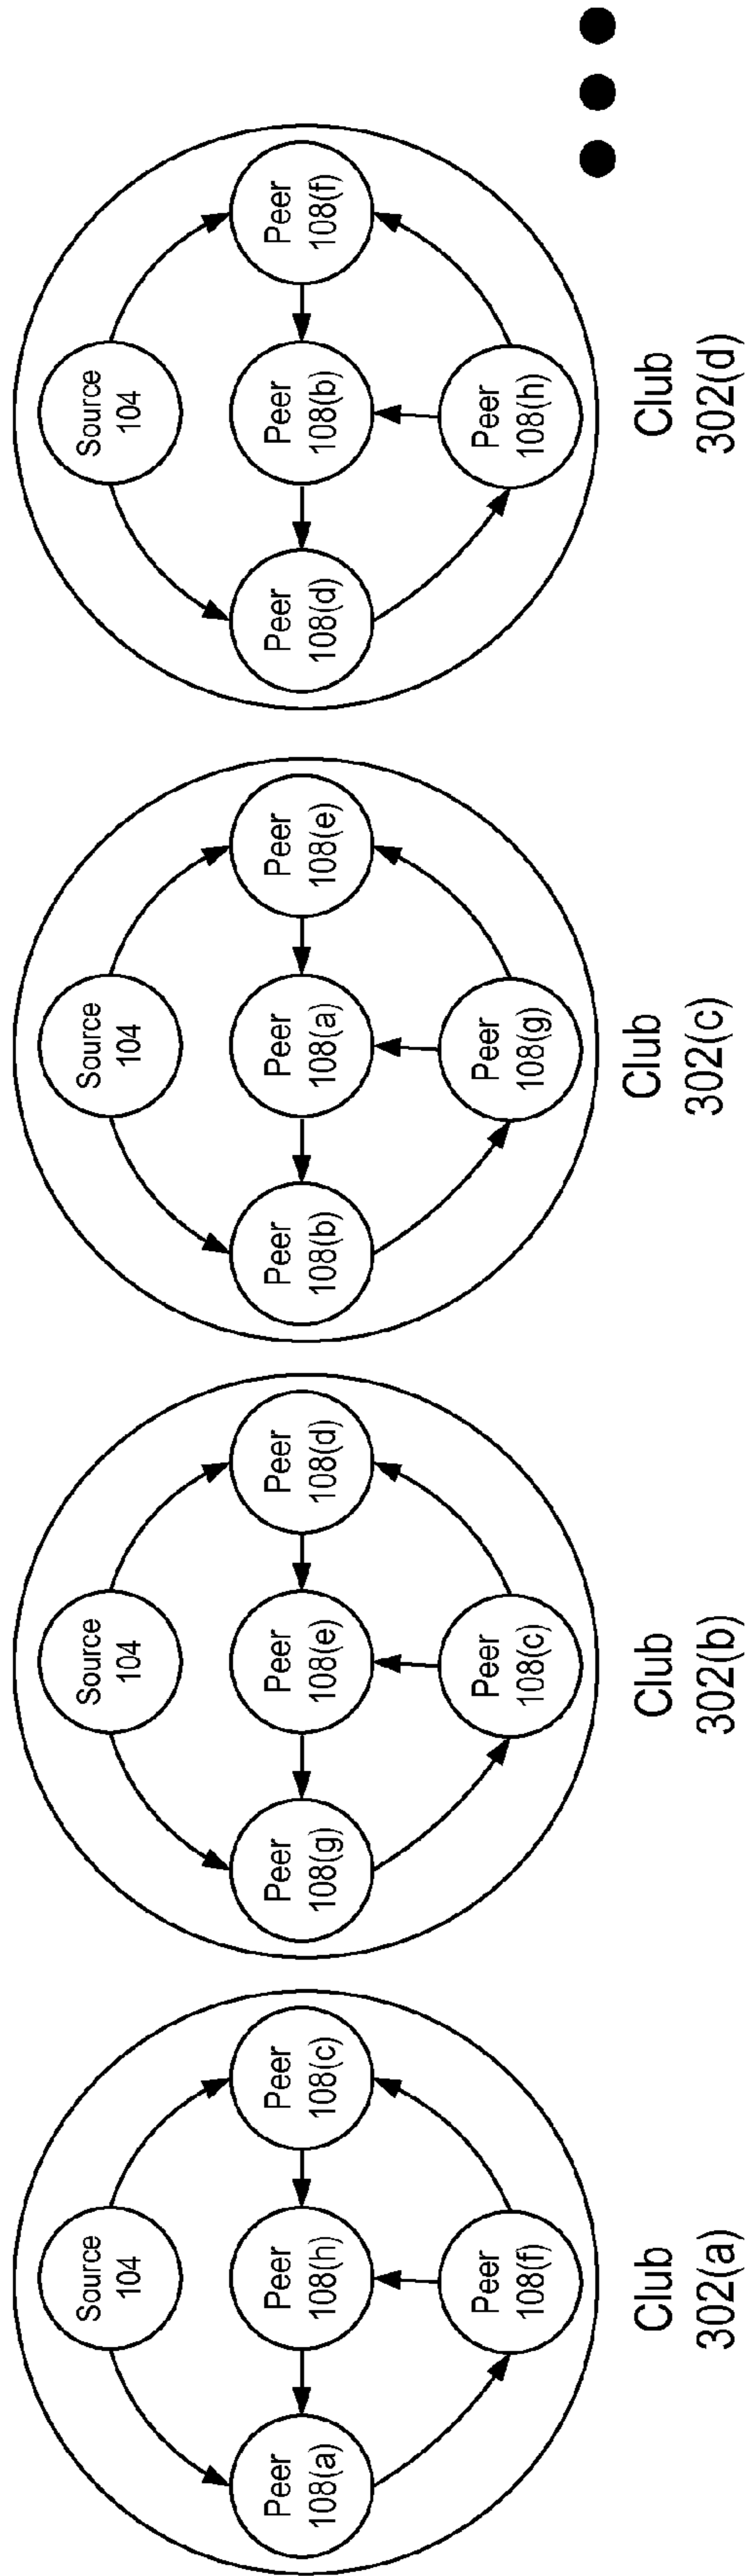 Source
104
Peer
108(a)
Peer
108(h)
Peer
108(c)
Peer
108(f)
Club
302(a)
Source
104
Peer
108(g)
Peer
108(e)
Peer
108(d)
Peer
108(c)
Club
302(b)
Source
104
Peer
108(b)
Peer
108(a)
Peer
108(e)
Peer
108(g)
Club
302(c)
Source
104
Peer
108(d)
Peer
108(b)
Peer
108(f)
Peer
108(h)
Club
302(d)